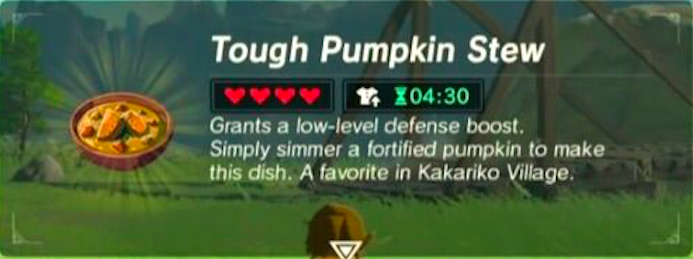 Tough Pumpkin Stew
04:30
Grants a low-level defense boost.
Simply simmer a fortified pumpkin to make
this dish. A favorite in Kakariko Village.